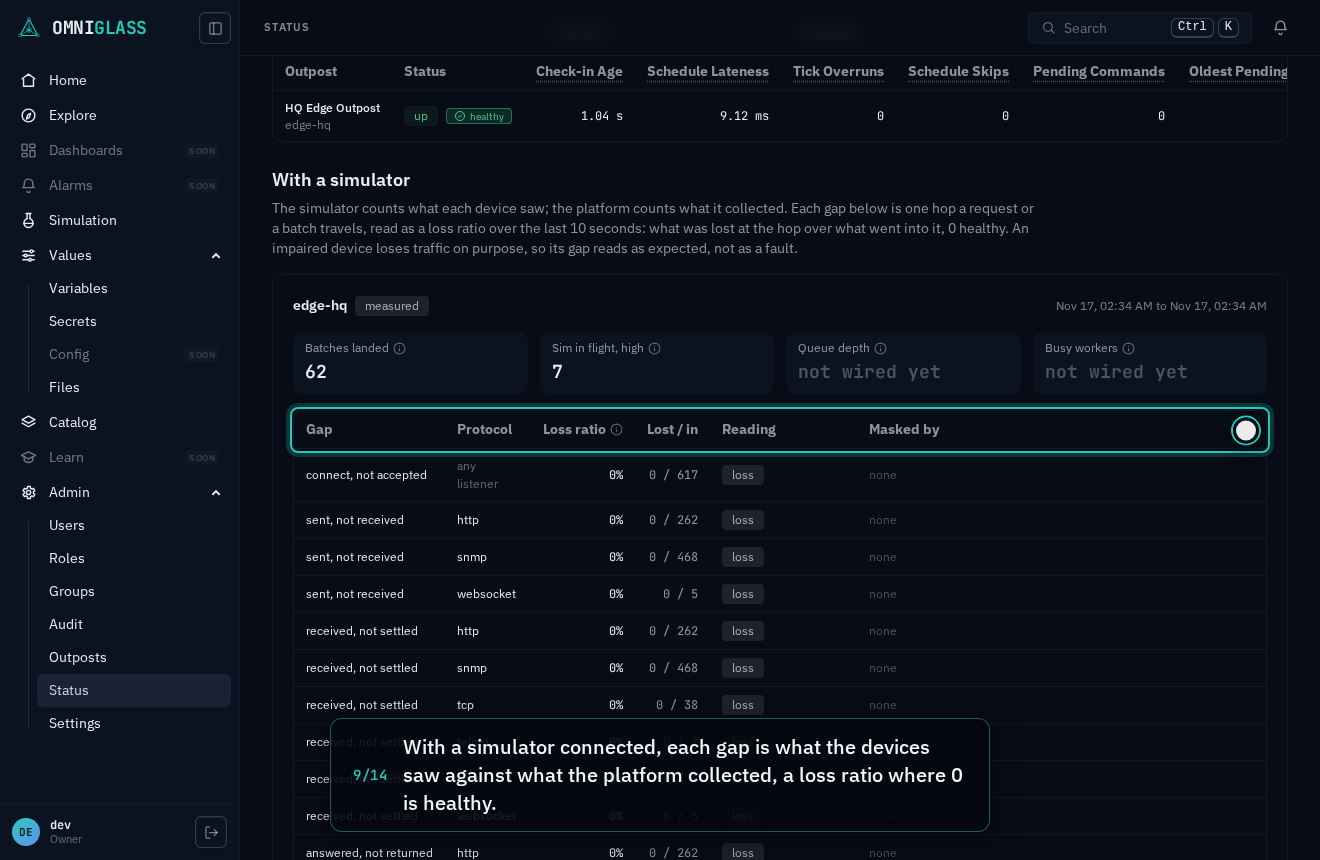 OMNIGLASS
STATUS
Search
Ctrl K
Home
Explore
Dashboards SOON
Alarms SOON
Simulation
Values
Variables
Secrets
Config SOON
Files
Catalog
Learn SOON
Admin
Users
Roles
Groups
Audit
Outposts
Status
Settings
DE dev
Owner
Outpost Status Check-in Age Schedule Lateness Tick Overruns Schedule Skips Pending Commands Oldest Pending
HQ Edge Outpost up healthy 1.04 s 9.12 ms 0 0 0
edge-hq
With a simulator
The simulator counts what each device saw; the platform counts what it collected. Each gap below is one hop a request or
a batch travels, read as a loss ratio over the last 10 seconds: what was lost at the hop over what went into it, 0 healthy. An
impaired device loses traffic on purpose, so its gap reads as expected, not as a fault.
edge-hq measured Nov 17, 02:34 AM to Nov 17, 02:34 AM
Batches landed Sim in flight, high Queue depth Busy workers
62 7 not wired yet not wired yet
Gap Protocol Loss ratio Lost / in Reading Masked by
connect, not accepted any listener 0% 0 / 617 loss none
sent, not received http 0% 0 / 262 loss none
sent, not received snmp 0% 0 / 468 loss none
sent, not received websocket 0% 0 / 5 loss none
received, not settled http 0% 0 / 262 loss none
received, not settled snmp 0% 0 / 468 loss none
received, not settled tcp 0% 0 / 38 loss none
9/14
With a simulator connected, each gap is what the devices
saw against what the platform collected, a loss ratio where 0
is healthy.
answered, not returned http 0% 0 / 262 loss none